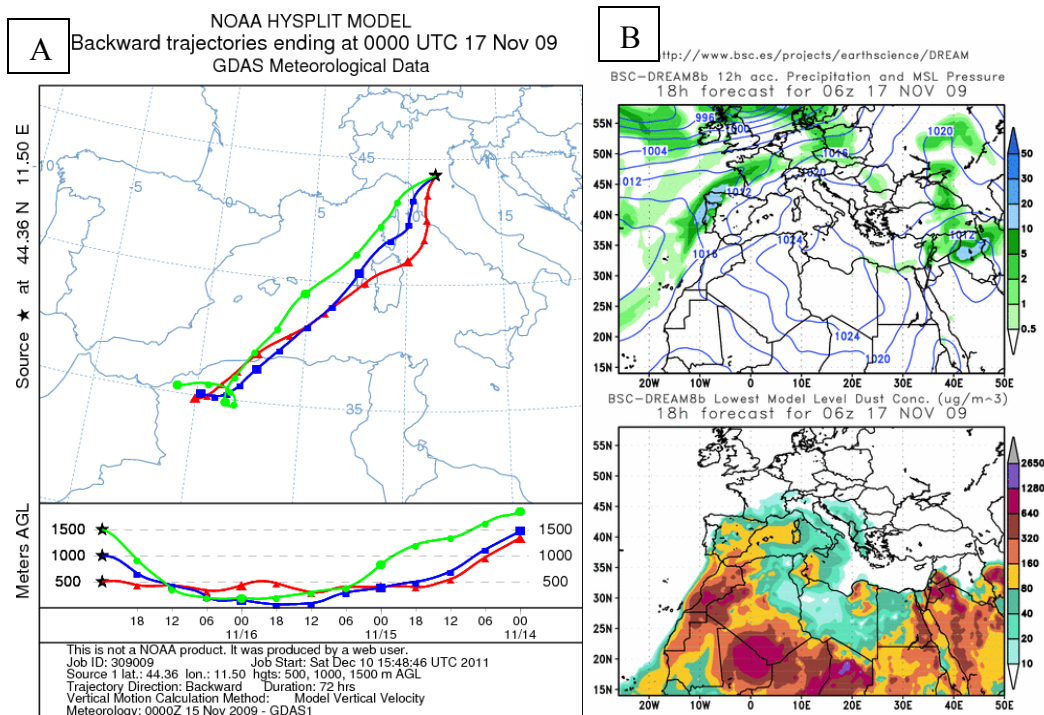 A
NOAA HYSPLIT MODEL
Backward trajectories ending at 0000 UTC 17 Nov 09
GDAS Meteorological Data
Source ★ at 44.36 N 11.50 E
-10
-5
0
5
10
15
45
40
35
Meters AGL
1500
1000
500
1500
1000
500
18 12 06 00 18 12 06 00 18 12 06 00
11/16 11/15 11/14
This is not a NOAA product. It was produced by a web user.
Job ID: 309009 Job Start: Sat Dec 10 15:48:46 UTC 2011
Source 1 lat.: 44.36 lon.: 11.50 hgts: 500, 1000, 1500 m AGL
Trajectory Direction: Backward Duration: 72 hrs
Vertical Motion Calculation Method: Model Vertical Velocity
Meteorology: 0000Z 15 Nov 2009 - GDAS1
B
http://www.bsc.es/projects/earthscience/DREAM
BSC-DREAM8b 12h acc. Precipitation and MSL Pressure
18h forecast for 06z 17 NOV 09
55N
50N
45N
40N
35N
30N
25N
20N
15N
996
1000
1004
1012
1016
1020
1012
1020
1016
1024
1012
1024
1020
20W 10W 0 10E 20E 30E 40E 50E
50
30
20
10
5
2
1
0.5
BSC-DREAM8b Lowest Model Level Dust Conc. (ug/m^3)
18h forecast for 06z 17 NOV 09
55N
50N
45N
40N
35N
30N
25N
20N
15N
20W 10W 0 10E 20E 30E 40E 50E
2650
1280
640
320
160
80
40
20
10